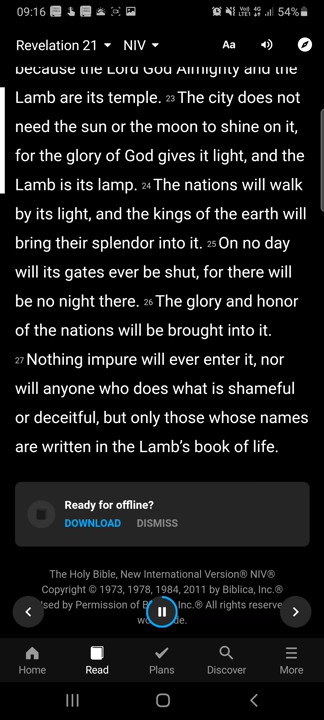 09:16
54%
Revelation 21 NIV Aa
because the Lord God Almighty and the
Lamb are its temple. 23 The city does not
need the sun or the moon to shine on it,
for the glory of God gives it light, and the
Lamb is its lamp. 24 The nations will walk
by its light, and the kings of the earth will
bring their splendor into it. 25 On no day
will its gates ever be shut, for there will
be no night there. 26 The glory and honor
of the nations will be brought into it.
27 Nothing impure will ever enter it, nor
will anyone who does what is shameful
or deceitful, but only those whose names
are written in the Lamb’s book of life.
Ready for offline?
DOWNLOAD DISMISS
The Holy Bible, New International Version® NIV®
Copyright © 1973, 1978, 1984, 2011 by Biblica, Inc.®
by Permission of Inc.® All rights
Home Read Plans Discover More